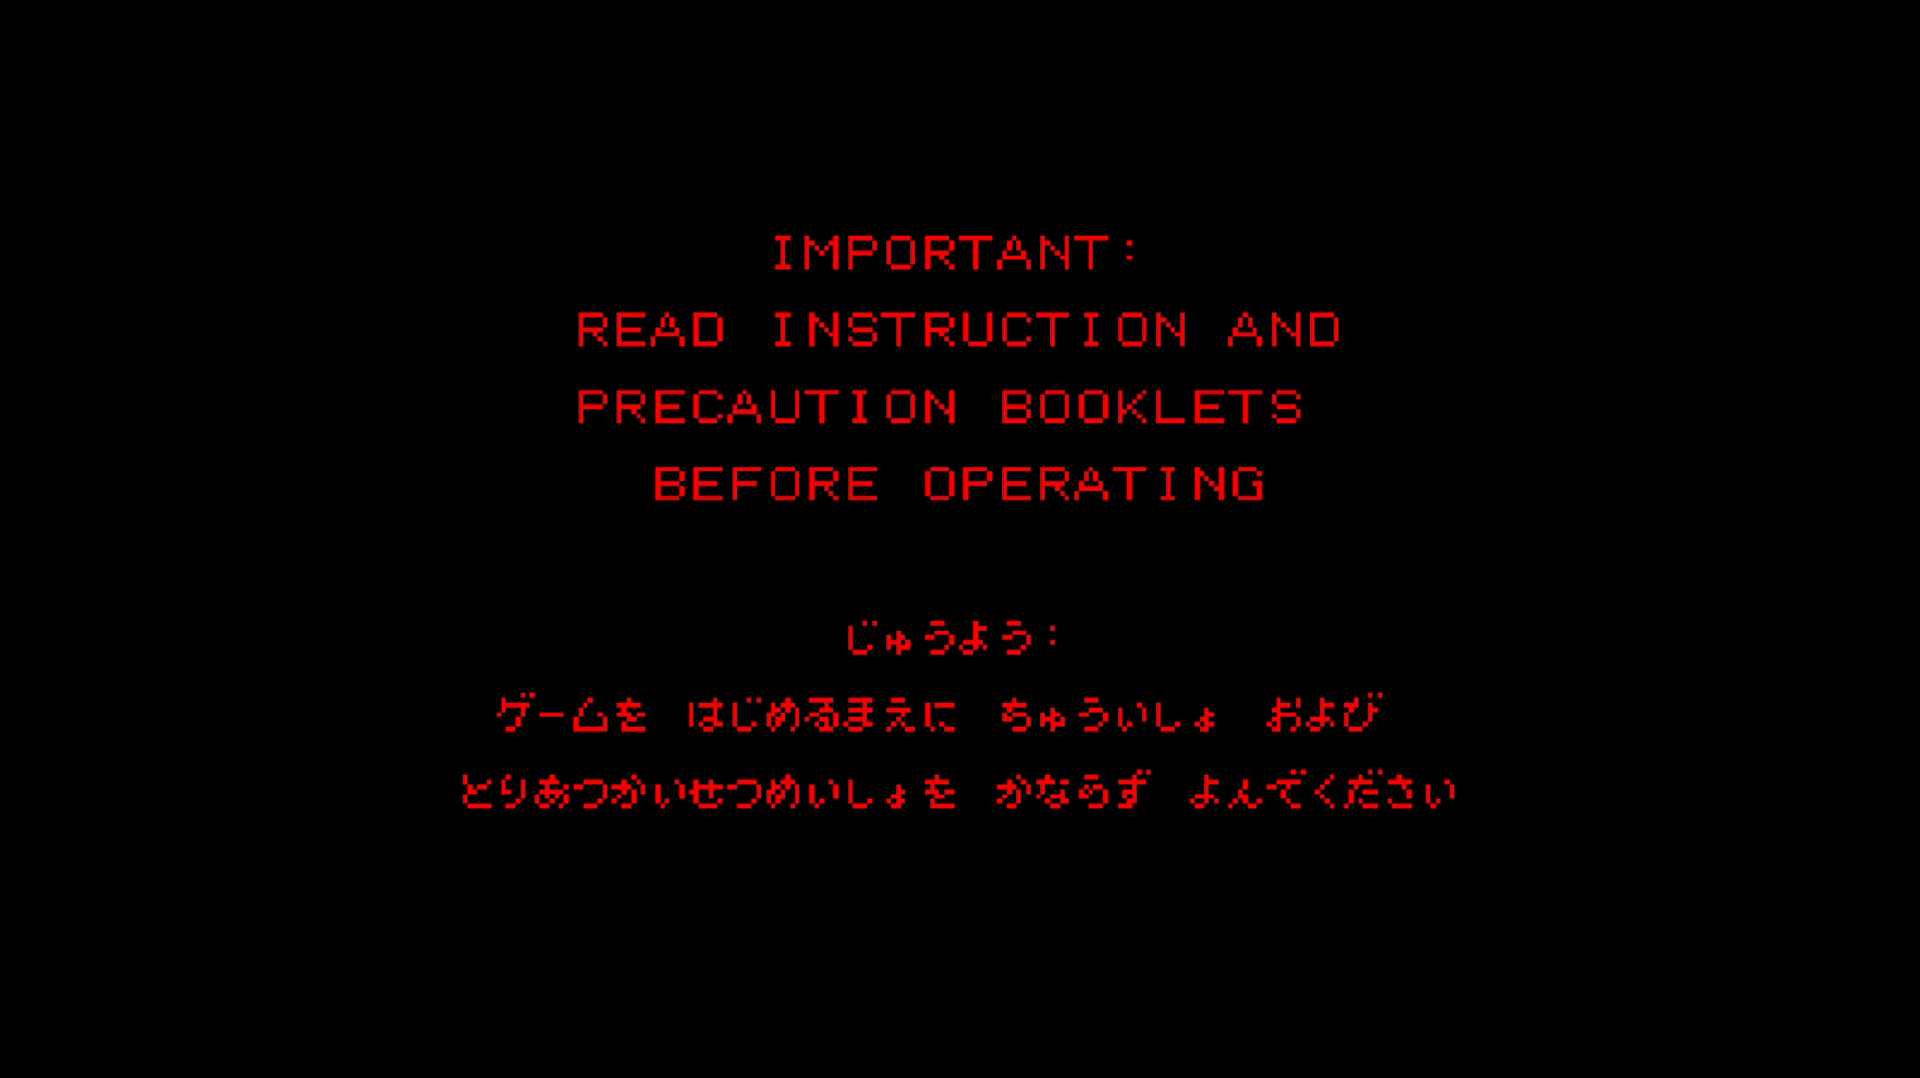 IMPORTANT:
READ INSTRUCTION AND
PRECAUTION BOOKLETS
BEFORE OPERATING
じゅうよう:
ゲームを はじめるまえに ちゅういしょ および
とりあつかいせつめいしょを かならず よんでください